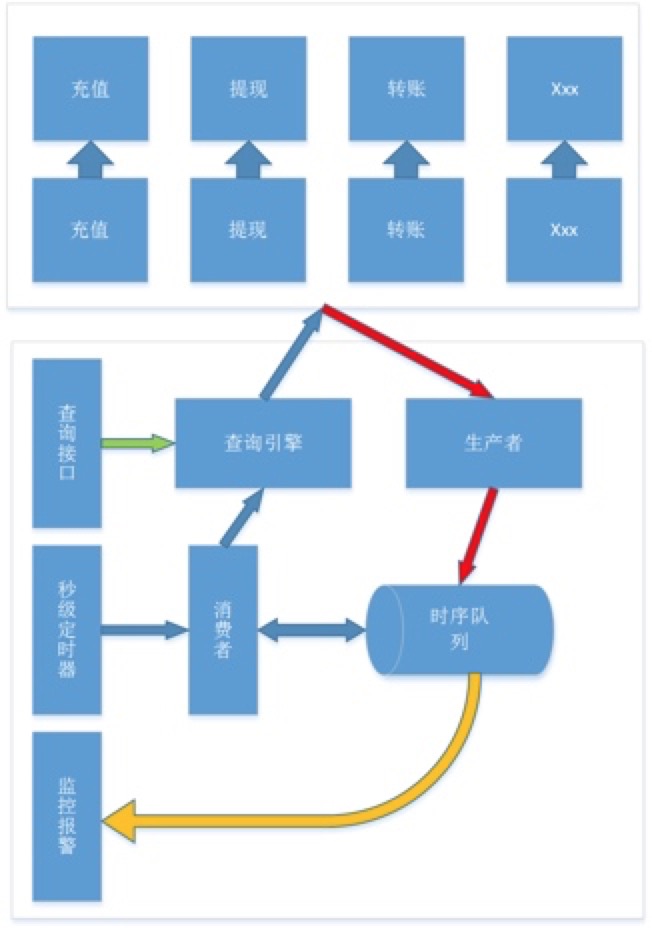 充值
提现
转账
Xxx
充值
提现
转账
Xxx
查询接口
查询引擎
生产者
秒级定时器
消费者
时序队
列
监控报警